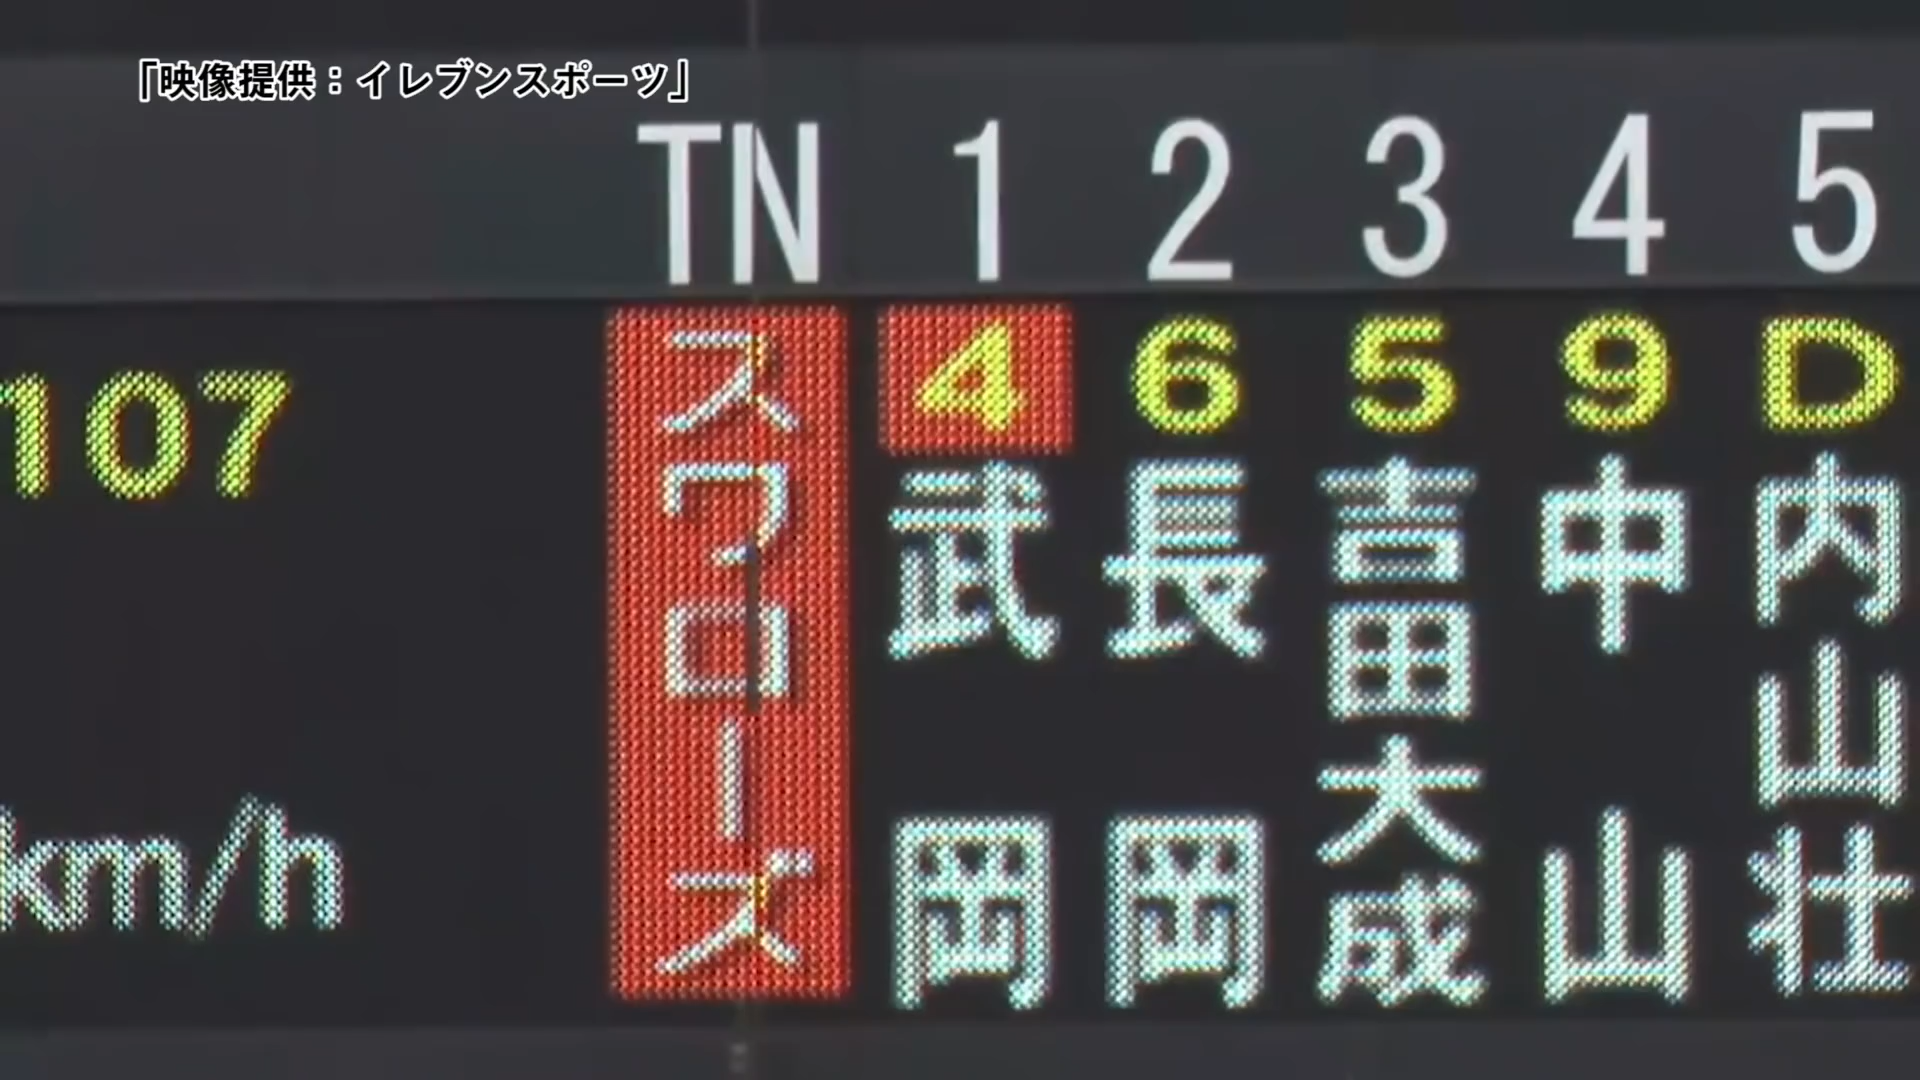 「映像提供：イレブンスポーツ」
TN 1 2 3 4 5
107
km/h
スワローズ
4 武岡
6 長岡
5 吉田大成
9 中山
D 内山壮